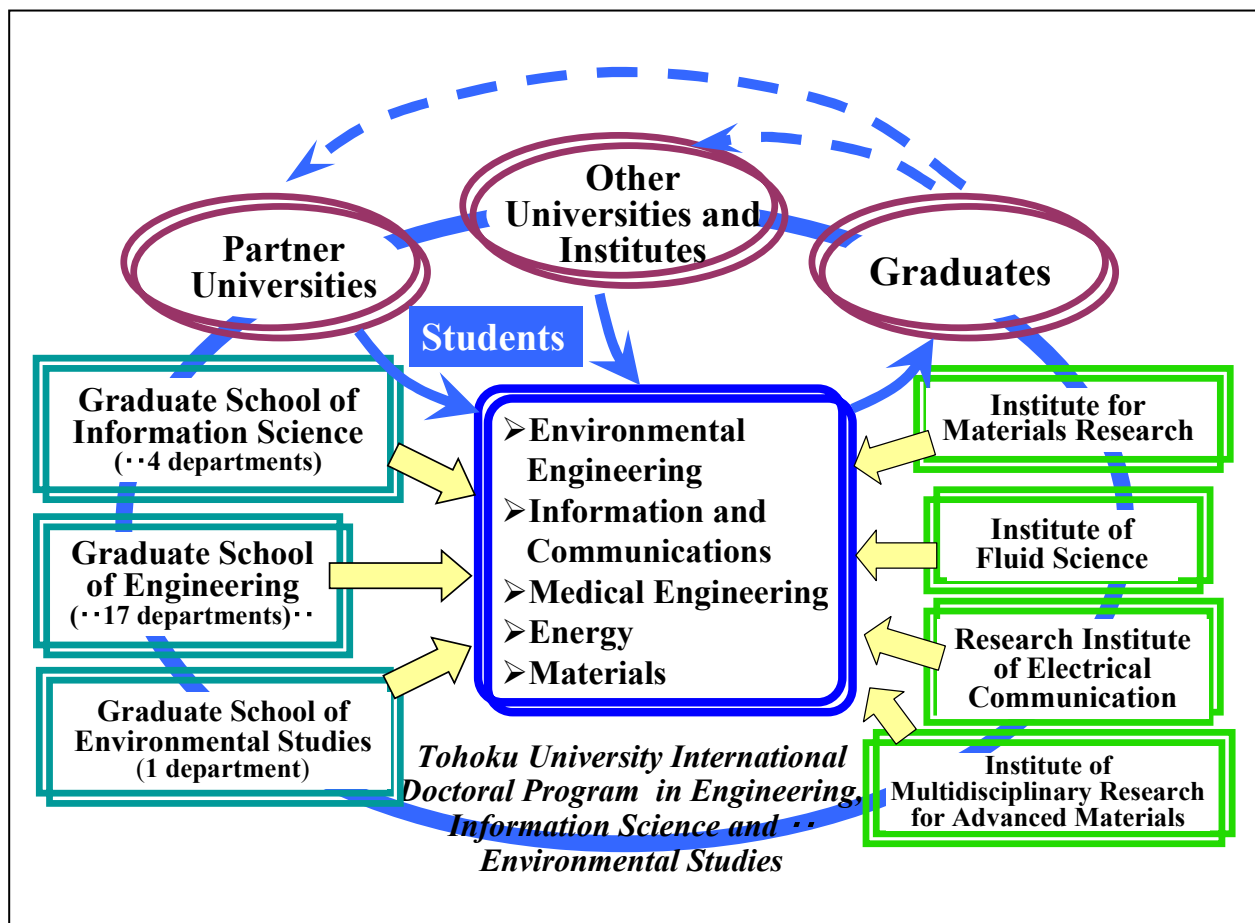 Other
Universities and
Institutes
Partner
Universities
Graduates
Students
Graduate School of
Information Science
(··4 departments)
Graduate School
of Engineering
(··17 departments)··
Graduate School of
Environmental Studies
(1 department)
➢Environmental
Engineering
➢Information and
Communications
➢Medical Engineering
➢Energy
➢Materials
Institute for
Materials Research
Institute of
Fluid Science
Research Institute
of Electrical
Communication
Institute of
Multidisciplinary Research
for Advanced Materials
Tohoku University International
Doctoral Program in Engineering,
Information Science and ··
Environmental Studies